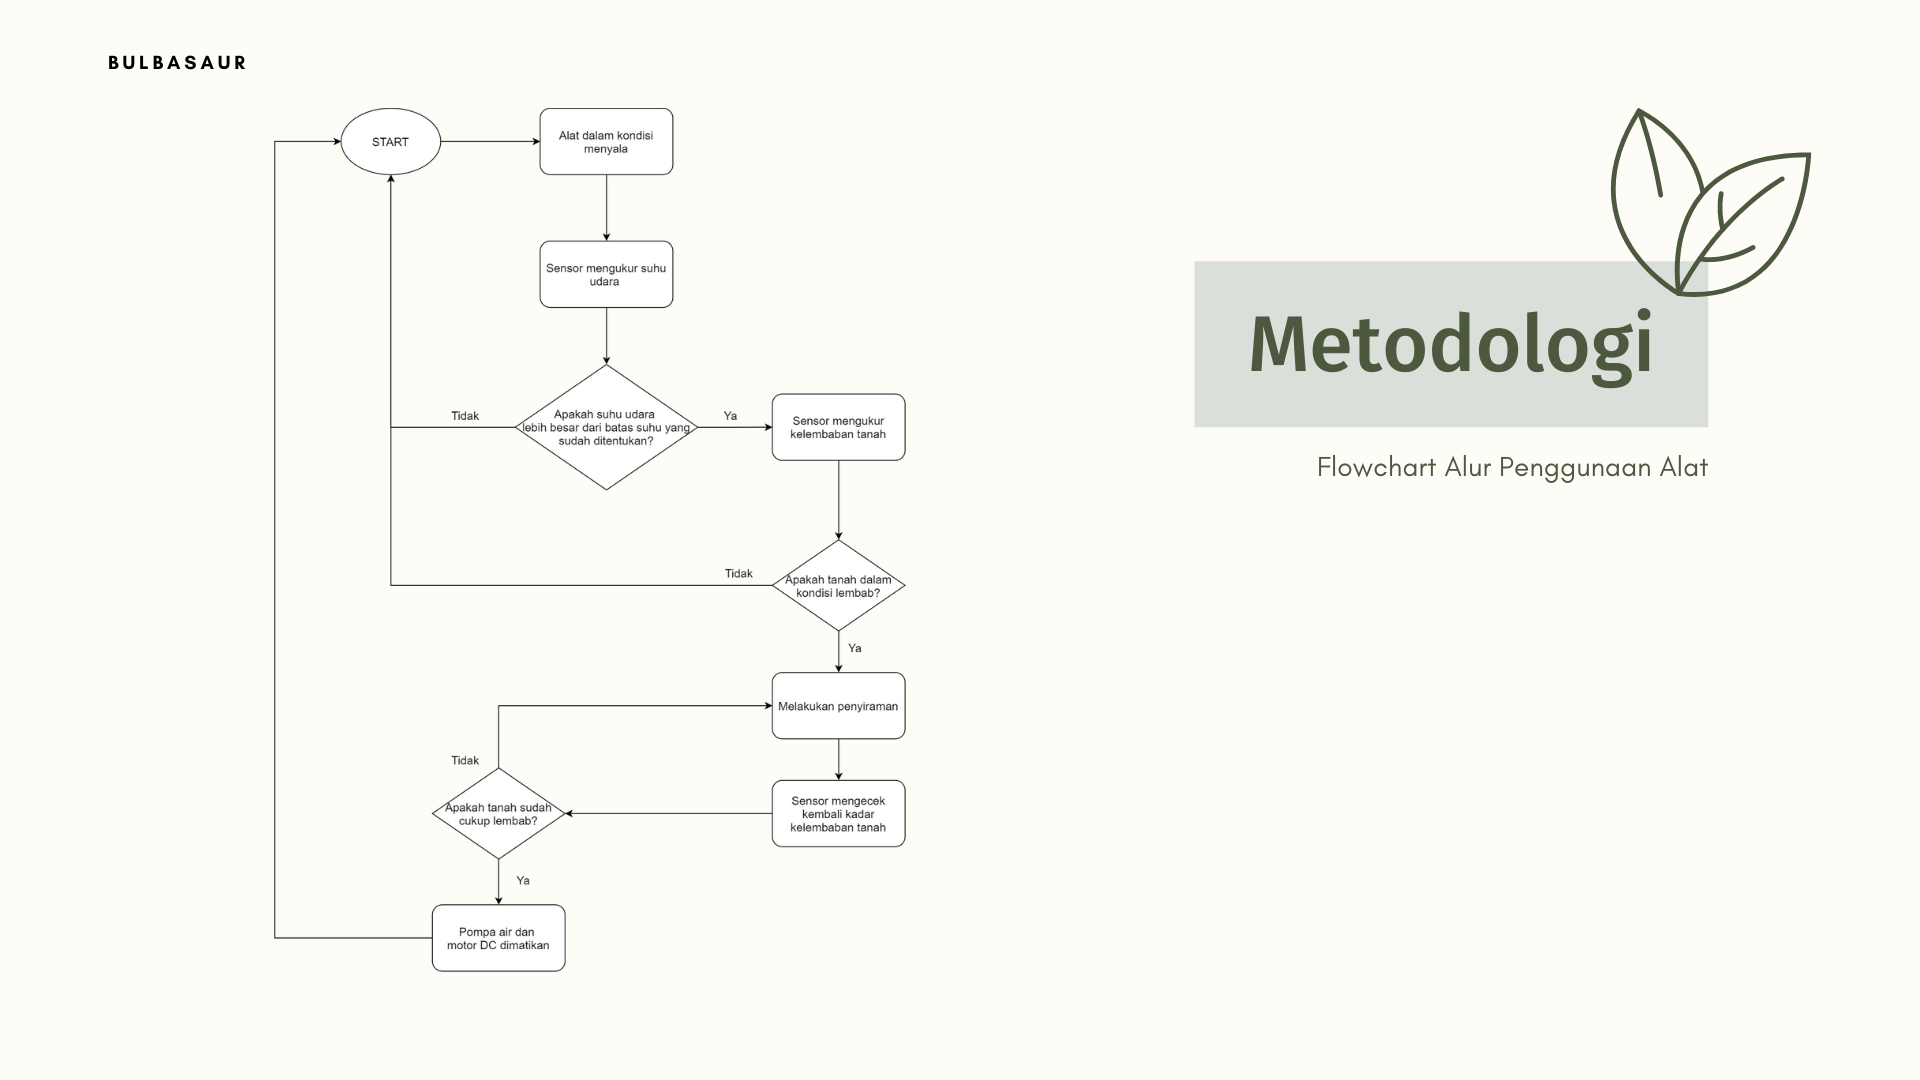 BULBASAUR
START
Alat dalam kondisi
menyala
Sensor mengukur suhu
udara
Apakah suhu udara
lebih besar dari batas suhu yang
sudah ditentukan?
Tidak
Ya
Sensor mengukur
kelembaban tanah
Apakah tanah dalam
kondisi lembab?
Tidak
Ya
Melakukan penyiraman
Sensor mengecek
kembali kadar
kelembaban tanah
Apakah tanah sudah
cukup lembab?
Tidak
Ya
Pompa air dan
motor DC dimatikan
Metodologi
Flowchart Alur Penggunaan Alat